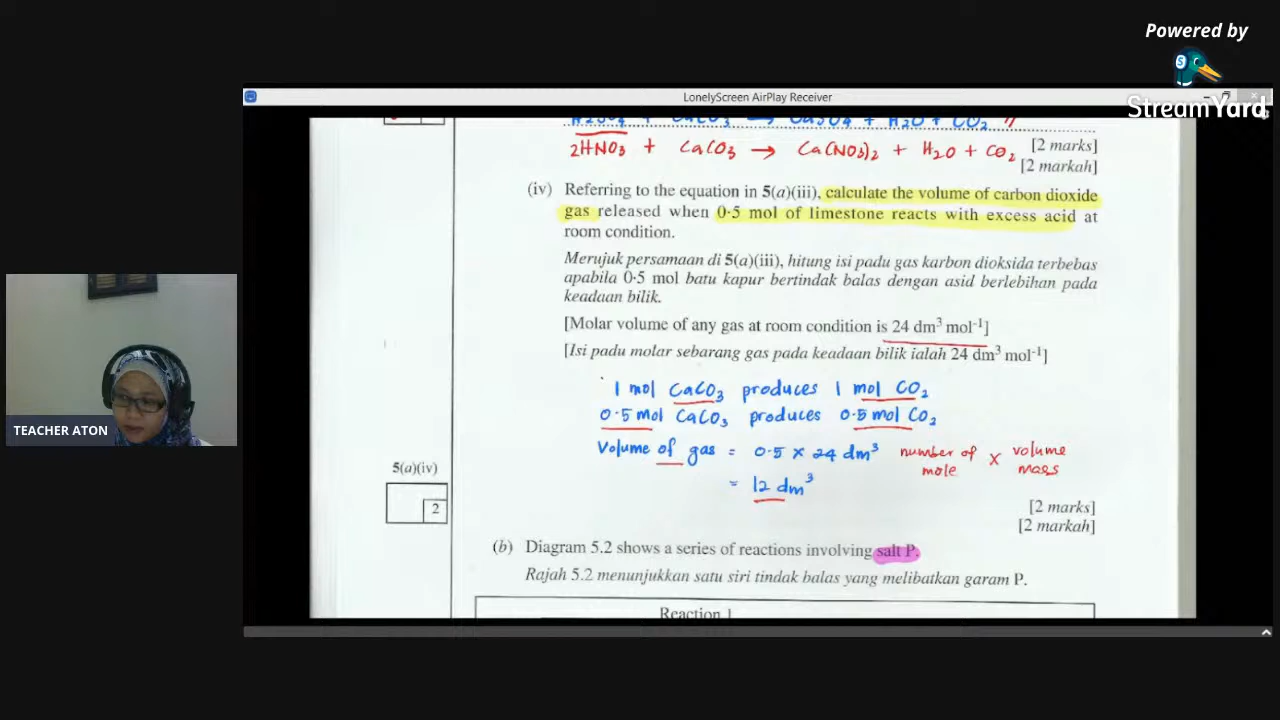 Powered by
StreamYard
LonelyScreen AirPlay Receiver
H2SO4 + CaCO3 → CaSO4 + H2O + CO2 //
2HNO3 + CaCO3 → Ca(NO3)2 + H2O + CO2
[2 marks]
[2 markah]
(iv) Referring to the equation in 5(a)(iii), calculate the volume of carbon dioxide
gas released when 0·5 mol of limestone reacts with excess acid at
room condition.
Merujuk persamaan di 5(a)(iii), hitung isi padu gas karbon dioksida terbebas
apabila 0·5 mol batu kapur bertindak balas dengan asid berlebihan pada
keadaan bilik.
[Molar volume of any gas at room condition is 24 dm³ mol⁻¹]
[Isi padu molar sebarang gas pada keadaan bilik ialah 24 dm³ mol⁻¹]
1 mol CaCO3 produces 1 mol CO2
0·5 mol CaCO3 produces 0·5 mol CO2
Volume of gas = 0·5 × 24 dm³ number of mole × volume mass
= 12 dm³
TEACHER ATON
5(a)(iv)
2
[2 marks]
[2 markah]
(b) Diagram 5.2 shows a series of reactions involving salt P.
Rajah 5.2 menunjukkan satu siri tindak balas yang melibatkan garam P.
Reaction 1